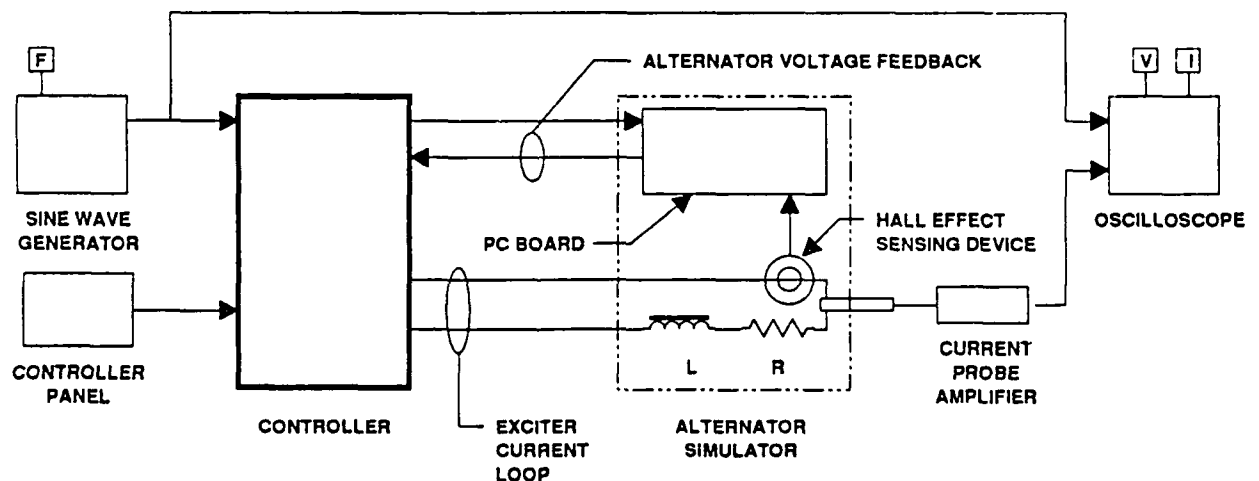 F
ALTERNATOR VOLTAGE FEEDBACK
V
I
SINE WAVE
GENERATOR
PC BOARD
HALL EFFECT
SENSING DEVICE
OSCILLOSCOPE
CONTROLLER
PANEL
L
R
CURRENT
PROBE
AMPLIFIER
CONTROLLER
EXCITER
CURRENT
LOOP
ALTERNATOR
SIMULATOR